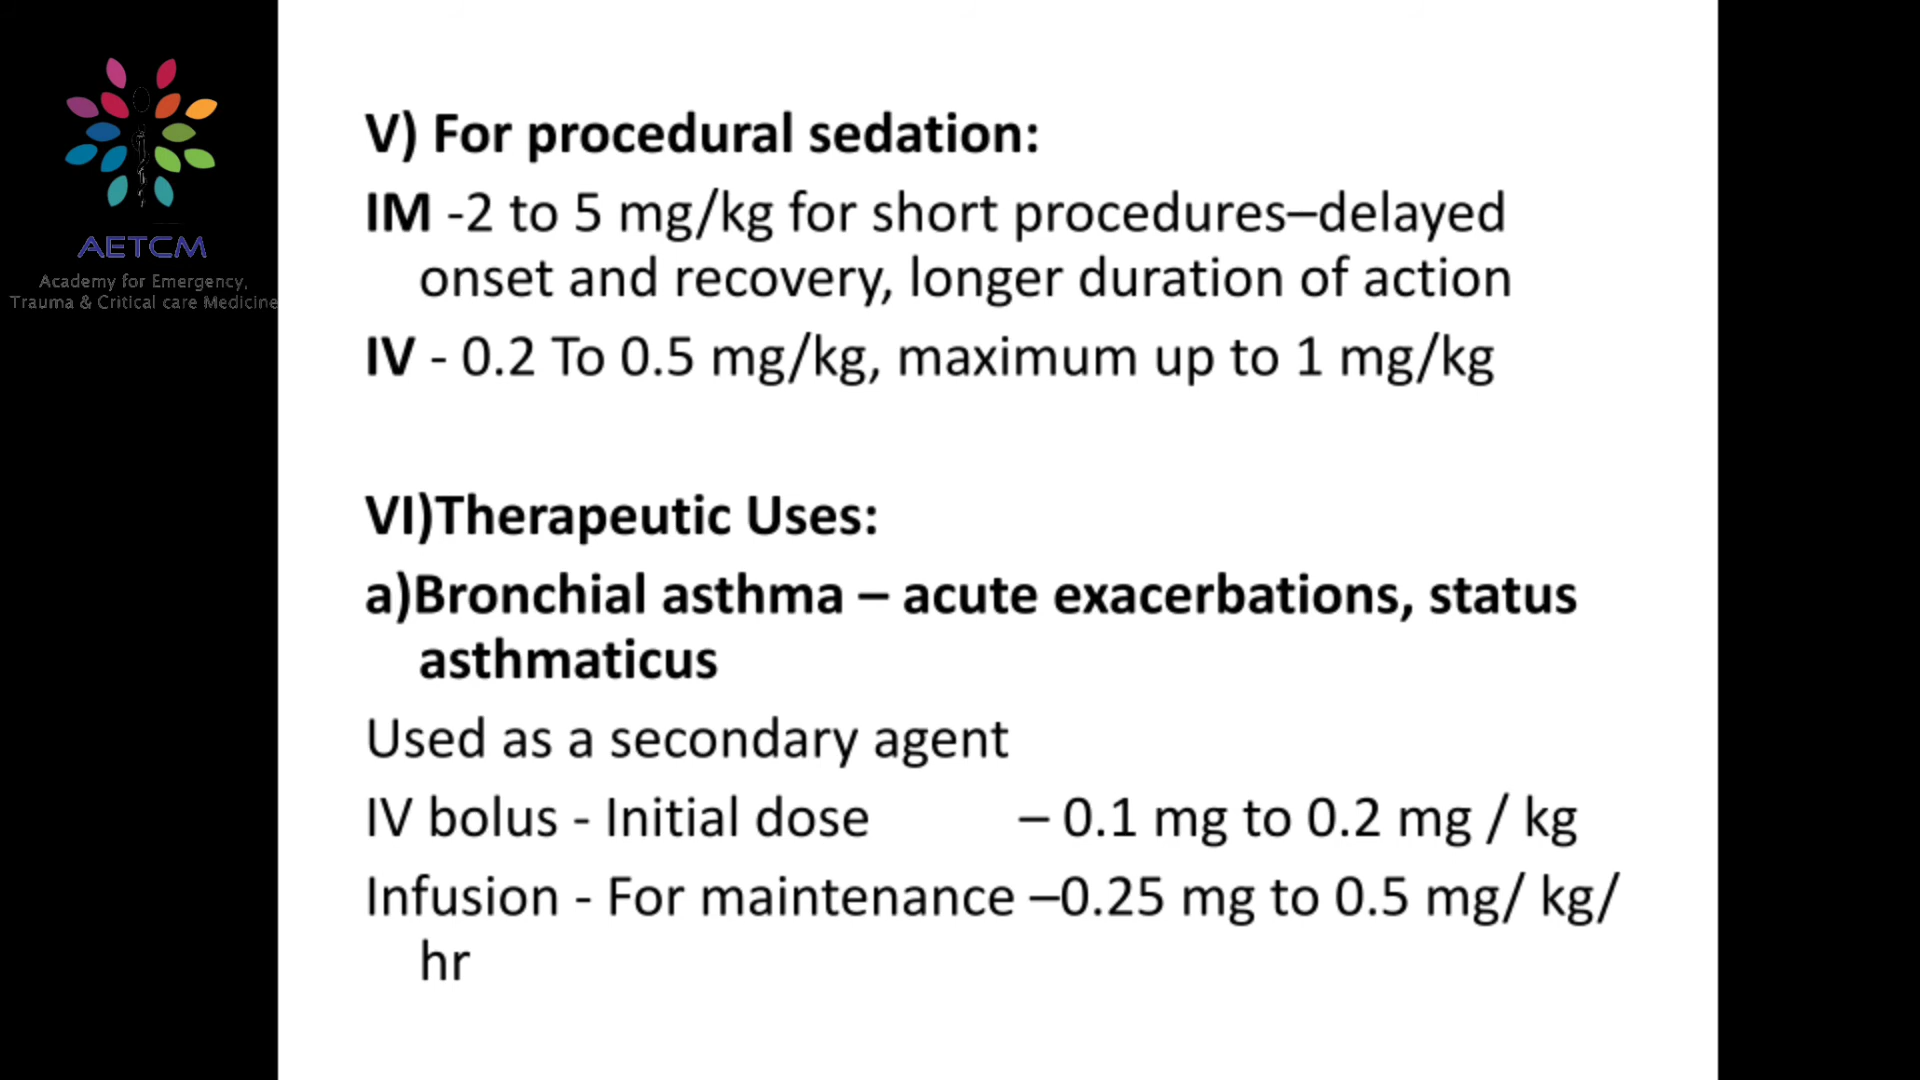 AETCM
Academy for Emergency,
Trauma & Critical care Medicine
V) For procedural sedation:
IM -2 to 5 mg/kg for short procedures–delayed
onset and recovery, longer duration of action
IV - 0.2 To 0.5 mg/kg, maximum up to 1 mg/kg
VI)Therapeutic Uses:
a)Bronchial asthma – acute exacerbations, status
asthmaticus
Used as a secondary agent
IV bolus - Initial dose – 0.1 mg to 0.2 mg / kg
Infusion - For maintenance –0.25 mg to 0.5 mg/ kg/
hr